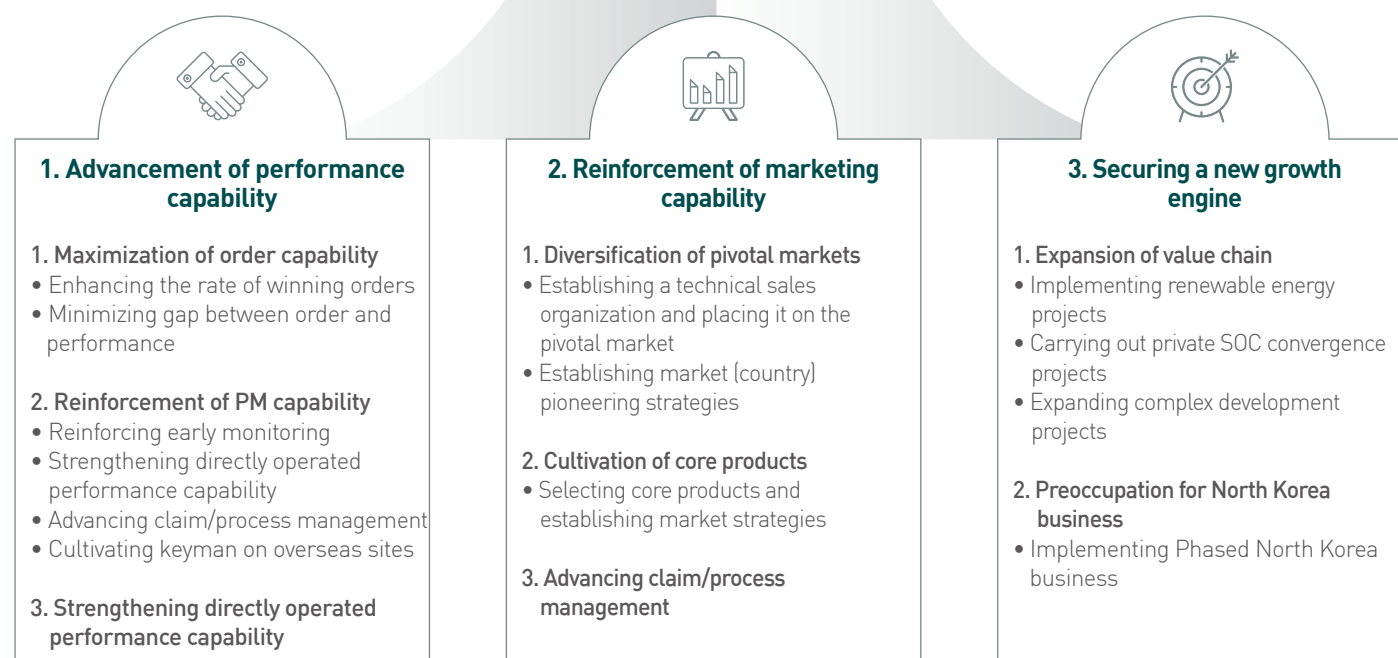 1. Advancement of performance
capability
1. Maximization of order capability
• Enhancing the rate of winning orders
• Minimizing gap between order and
performance
2. Reinforcement of PM capability
• Reinforcing early monitoring
• Strengthening directly operated
performance capability
• Advancing claim/process management
• Cultivating keyman on overseas sites
3. Strengthening directly operated
performance capability
2. Reinforcement of marketing
capability
1. Diversification of pivotal markets
• Establishing a technical sales
organization and placing it on the
pivotal market
• Establishing market (country)
pioneering strategies
2. Cultivation of core products
• Selecting core products and
establishing market strategies
3. Advancing claim/process
management
3. Securing a new growth
engine
1. Expansion of value chain
• Implementing renewable energy
projects
• Carrying out private SOC convergence
projects
• Expanding complex development
projects
2. Preoccupation for North Korea
business
• Implementing Phased North Korea
business